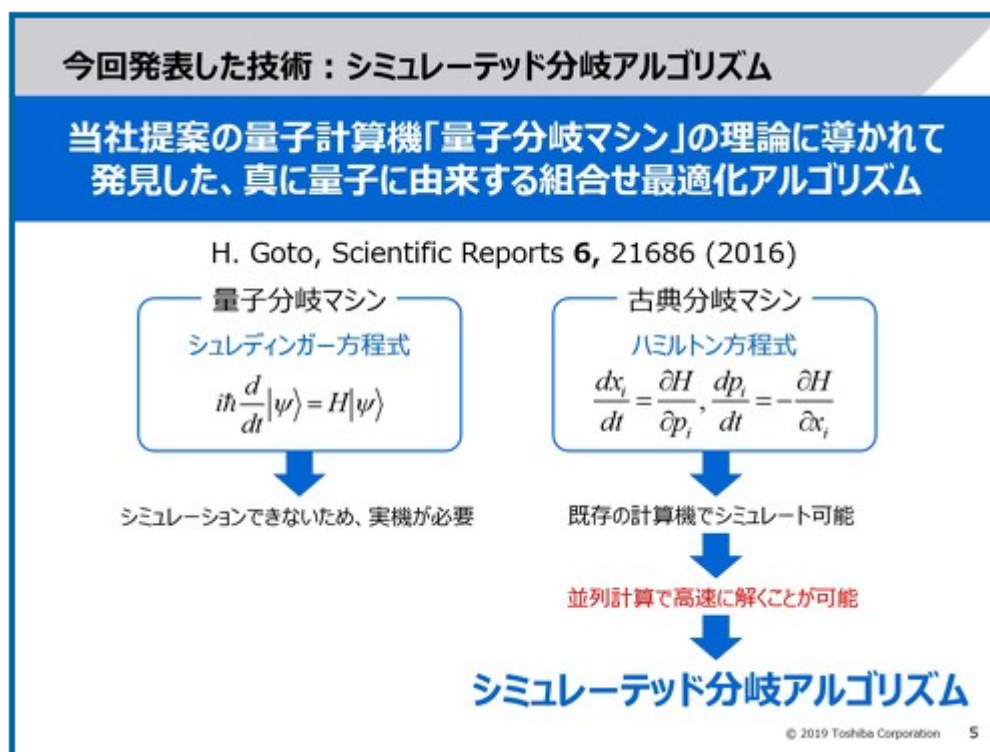 今回発表した技術：シミュレーテッド分岐アルゴリズム
当社提案の量子計算機「量子分岐マシン」の理論に導かれて
発見した、真に量子に由来する組合せ最適化アルゴリズム
H. Goto, Scientific Reports 6, 21686 (2016)
量子分岐マシン
シュレディンガー方程式
iħ d/dt |ψ⟩ = H|ψ⟩
シミュレーションできないため、実機が必要
古典分岐マシン
ハミルトン方程式
dx_i/dt = ∂H/∂p_i, dp_i/dt = −∂H/∂x_i
既存の計算機でシミュレート可能
並列計算で高速に解くことが可能
シミュレーテッド分岐アルゴリズム
© 2019 Toshiba Corporation 5